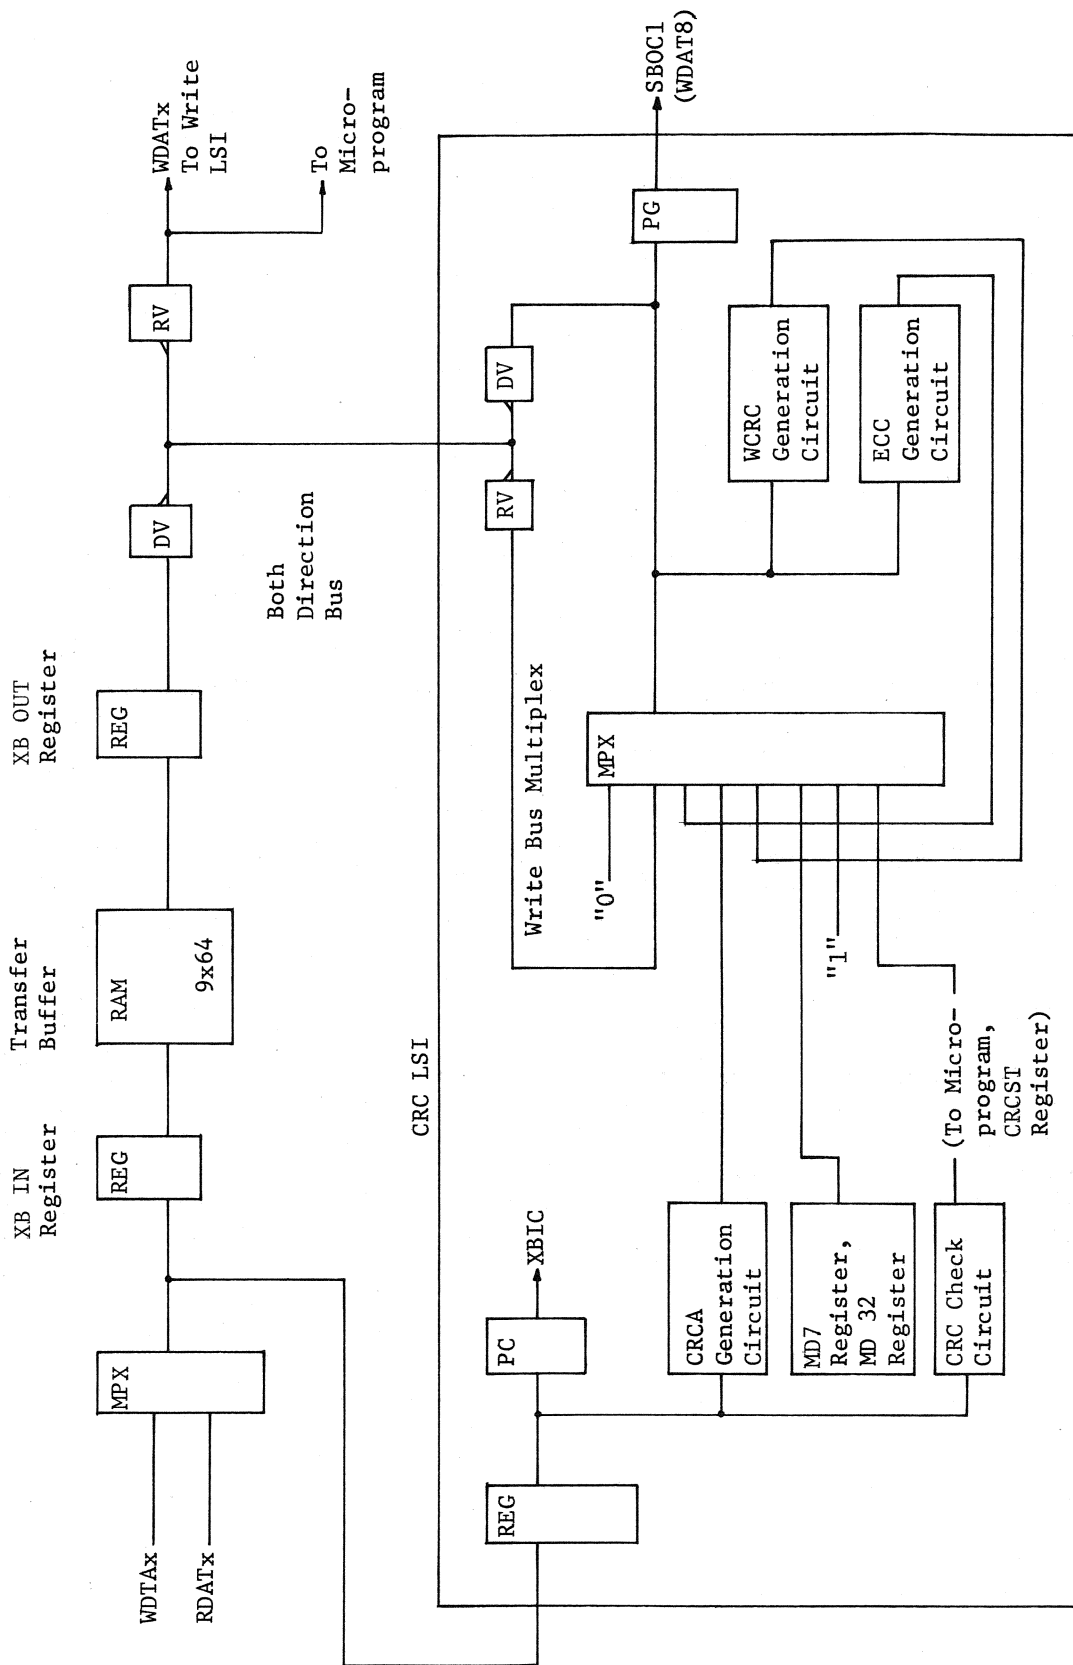 XB IN
Register
Transfer
Buffer
XB OUT
Register
WDTAx
RDATx
MPX
REG
RAM
9x64
REG
DV
RV
WDATx
To Write
LSI
To
Micro-
program
Both
Direction
Bus
CRC LSI
REG
PC
XBIC
RV
DV
Write Bus Multiplex
"0"
MPX
"1"
PG
SBOC1
(WDAT8)
CRCA
Generation
Circuit
MD7
Register,
MD 32
Register
CRC Check
Circuit
(To Micro-
program,
CRCST
Register)
WCRC
Generation
Circuit
ECC
Generation
Circuit